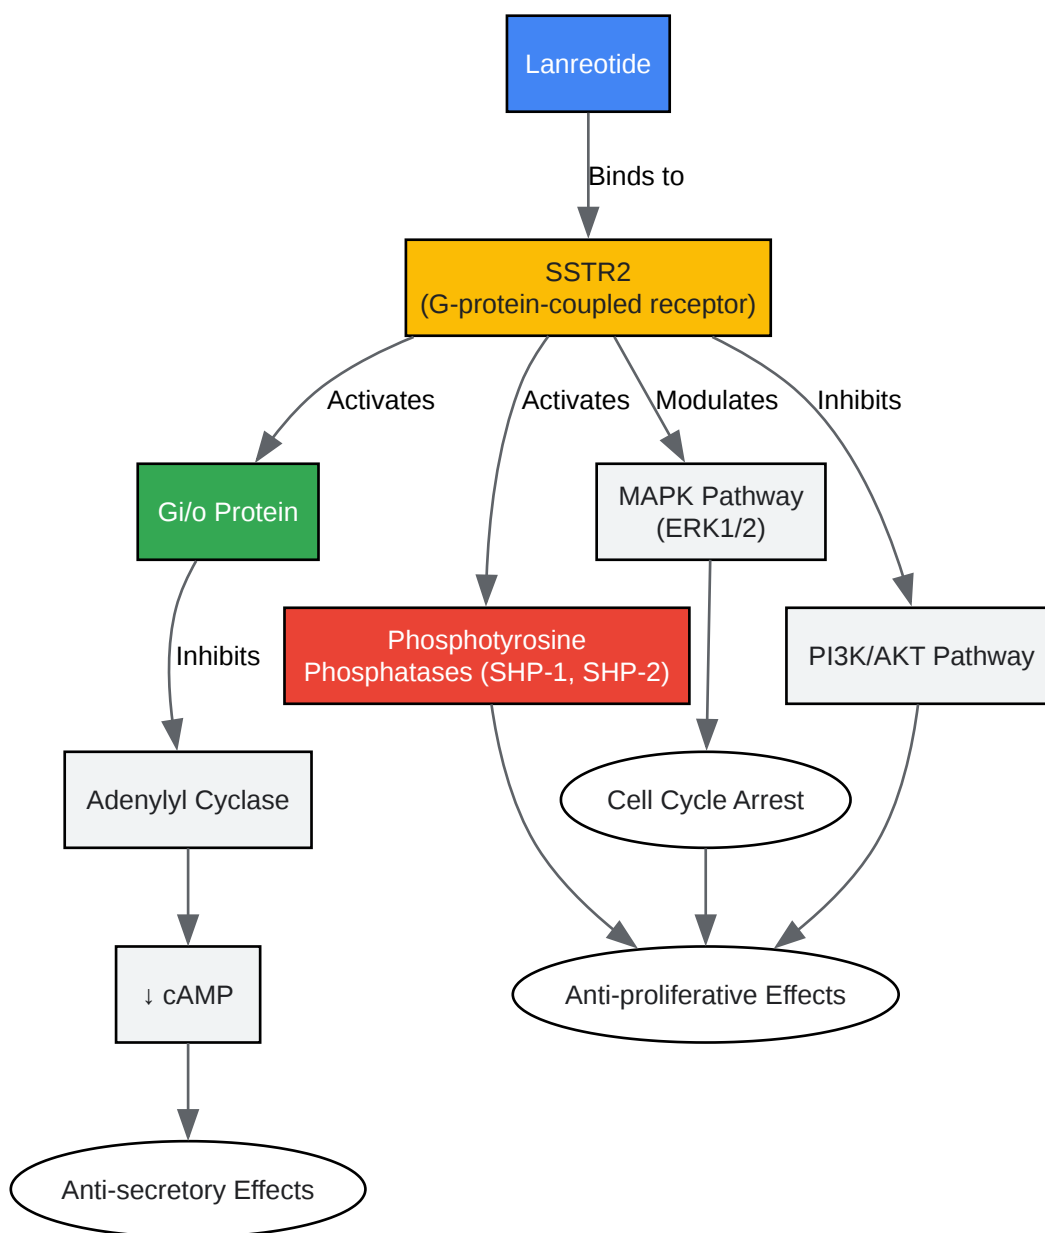 Lanreotide
Binds to
SSTR2
(G-protein-coupled receptor)
Activates
Activates
Modulates
Inhibits
Gi/o Protein
MAPK Pathway
(ERK1/2)
Inhibits
Phosphotyrosine
Phosphatases (SHP-1, SHP-2)
PI3K/AKT Pathway
Adenylyl Cyclase
Cell Cycle Arrest
↓ cAMP
Anti-proliferative Effects
Anti-secretory Effects